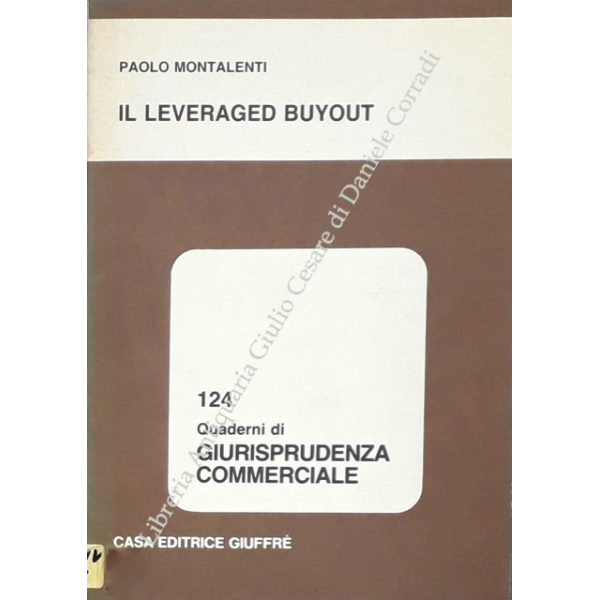 PAOLO MONTALENTI
IL LEVERAGED BUYOUT
Libreria Antiquaria Giulio Cesare di Daniele Corradi
124
Quaderni di
GIURISPRUDENZA
COMMERCIALE
CASA EDITRICE GIUFFRÈ